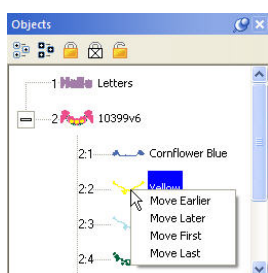 Objects
1 Hello Letters
2 10399v6
2:1 Cornflower Blue
2:2 Yellow
Move Earlier
Move Later
2:3
Move First
Move Last
2:4